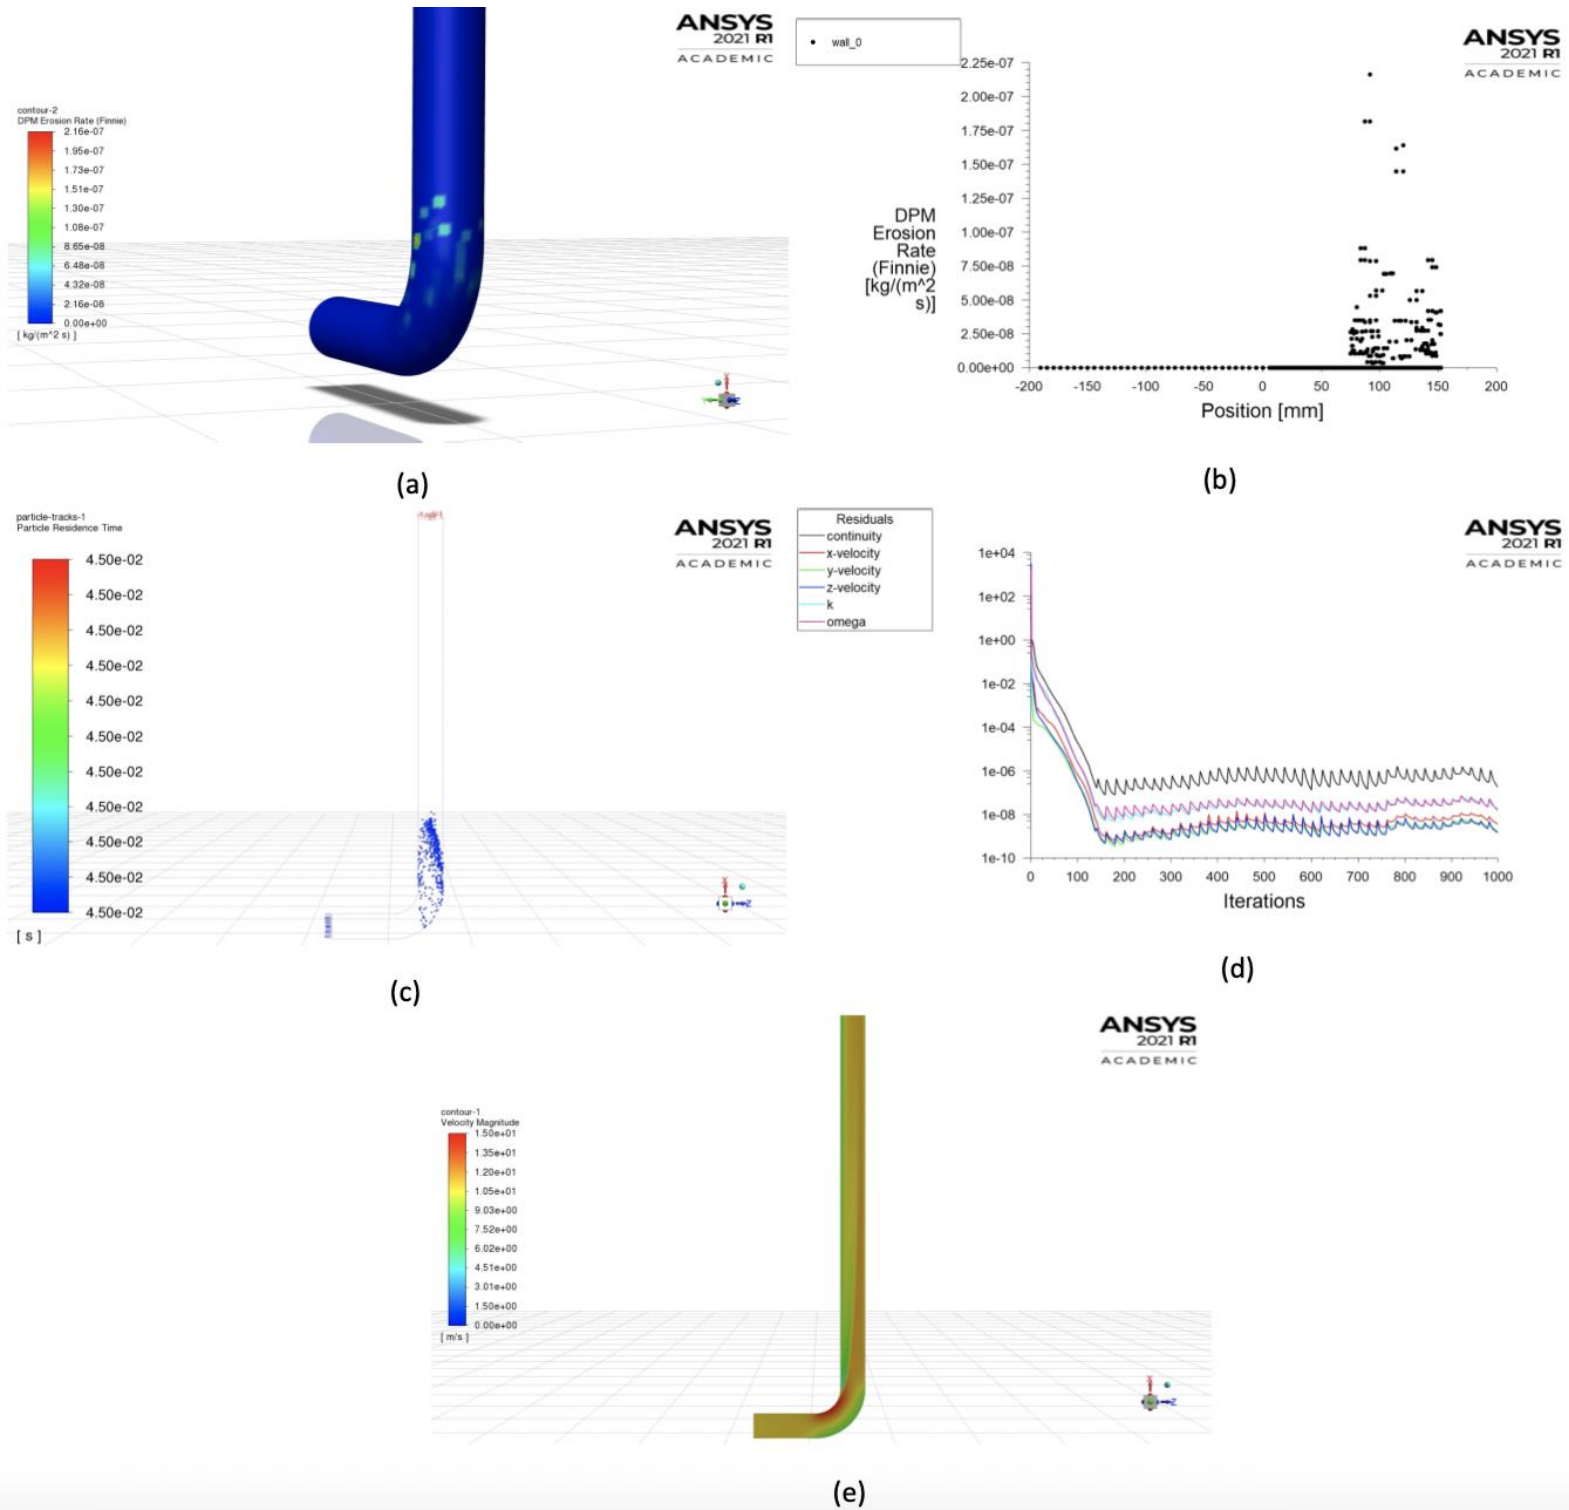 ANSYS
2021 R1
ACADEMIC
contour-2
DPM Erosion Rate (Finnie)
2.16e-07
1.95e-07
1.73e-07
1.51e-07
1.30e-07
1.08e-07
8.65e-08
6.48e-08
4.32e-08
2.16e-08
0.00e+00
[ kg/(m^2 s) ]
(a)
wall_0
ANSYS
2021 R1
ACADEMIC
2.25e-07
2.00e-07
1.75e-07
1.50e-07
1.25e-07
1.00e-07
7.50e-08
5.00e-08
2.50e-08
0.00e+00
DPM
Erosion
Rate
(Finnie)
[kg/(m^2
s)]
-200 -150 -100 -50 0 50 100 150 200
Position [mm]
(b)
particle-tracks-1
Particle Residence Time
4.50e-02
4.50e-02
4.50e-02
4.50e-02
4.50e-02
4.50e-02
4.50e-02
4.50e-02
4.50e-02
4.50e-02
4.50e-02
[ s ]
ANSYS
2021 R1
ACADEMIC
Z
(c)
Residuals
continuity
x-velocity
y-velocity
z-velocity
k
omega
ANSYS
2021 R1
ACADEMIC
1e+04
1e+02
1e+00
1e-02
1e-04
1e-06
1e-08
1e-10
0 100 200 300 400 500 600 700 800 900 1000
Iterations
(d)
ANSYS
2021 R1
ACADEMIC
contour-1
Velocity Magnitude
1.50e+01
1.35e+01
1.20e+01
1.05e+01
9.03e+00
7.52e+00
6.02e+00
4.51e+00
3.01e+00
1.50e+00
0.00e+00
[ m/s ]
Z
(e)